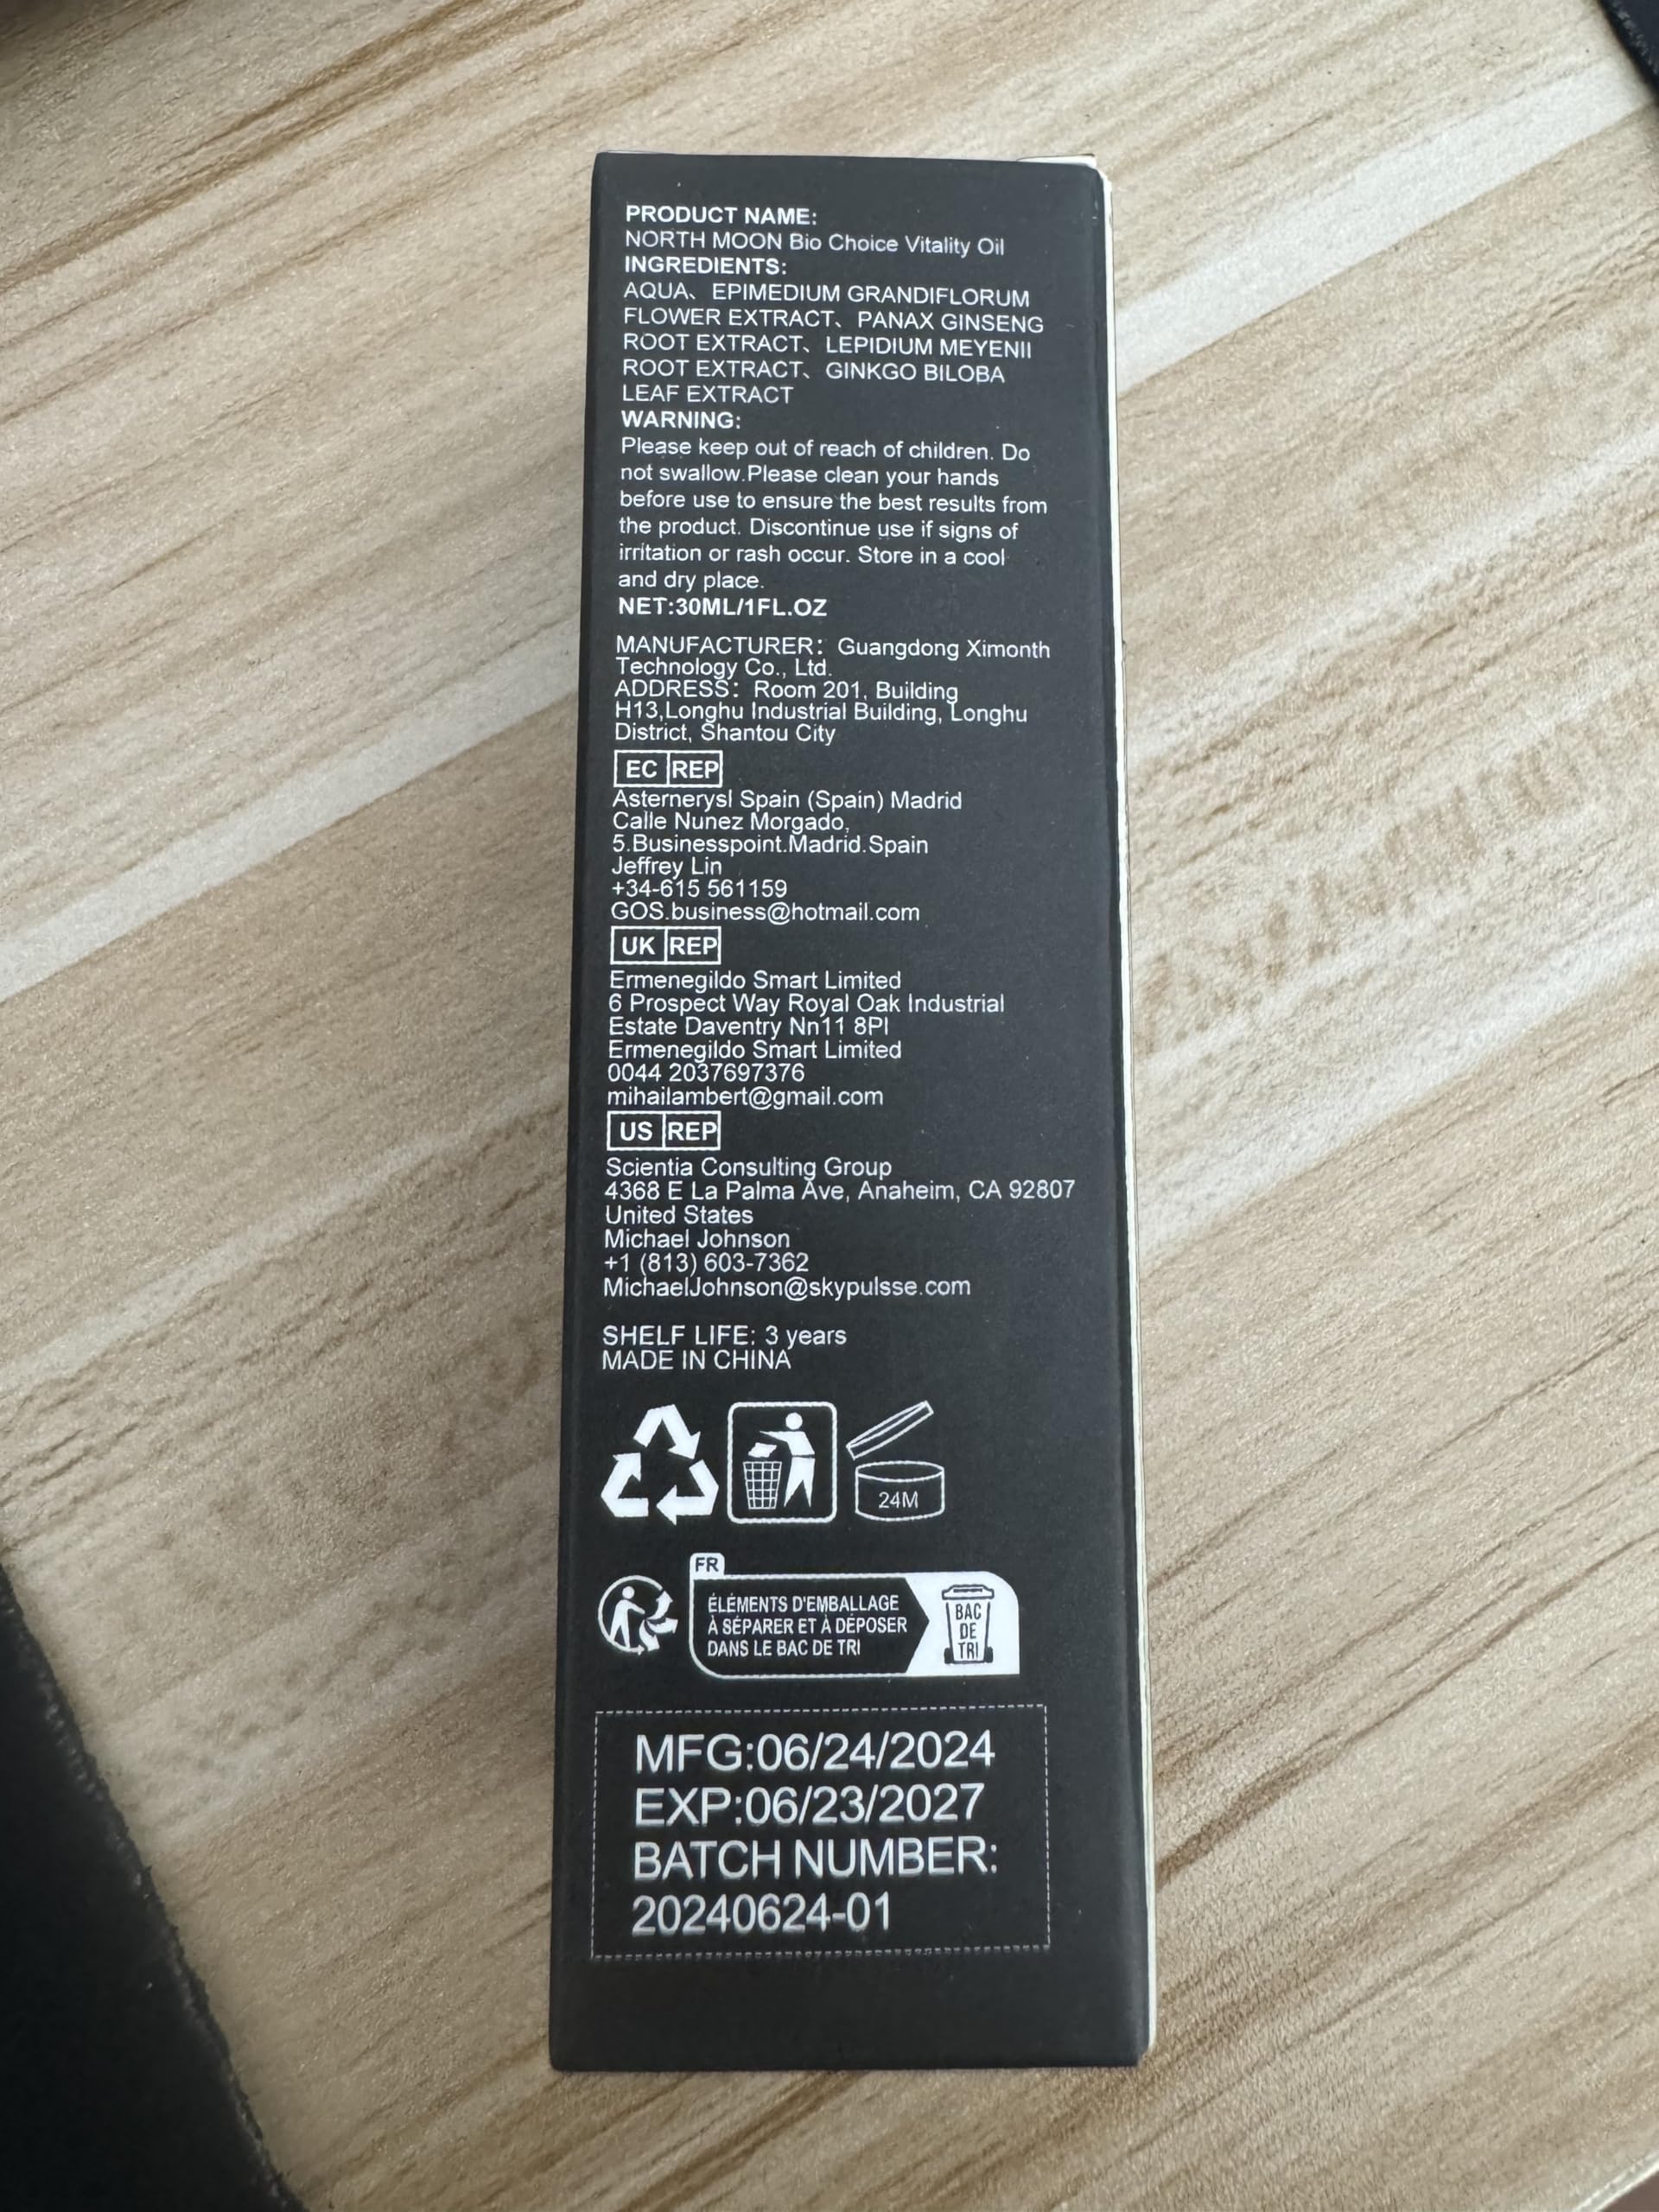 PRODUCT NAME:
NORTH MOON Bio Choice Vitality Oil
INGREDIENTS:
AQUA、EPIMEDIUM GRANDIFLORUM
FLOWER EXTRACT、PANAX GINSENG
ROOT EXTRACT、LEPIDIUM MEYENII
ROOT EXTRACT、GINKGO BILOBA
LEAF EXTRACT
WARNING:
Please keep out of reach of children. Do
not swallow.Please clean your hands
before use to ensure the best results from
the product. Discontinue use if signs of
irritation or rash occur. Store in a cool
and dry place.
NET:30ML/1FL.OZ
MANUFACTURER：Guangdong Ximonth
Technology Co., Ltd.
ADDRESS：Room 201, Building
H13,Longhu Industrial Building, Longhu
District, Shantou City
EC REP
Asternerysl Spain (Spain) Madrid
Calle Nunez Morgado,
5.Businesspoint.Madrid.Spain
Jeffrey Lin
+34-615 561159
GOS.business@hotmail.com
UK REP
Ermenegildo Smart Limited
6 Prospect Way Royal Oak Industrial
Estate Daventry Nn11 8Pl
Ermenegildo Smart Limited
0044 2037697376
mihailambert@gmail.com
US REP
Scientia Consulting Group
4368 E La Palma Ave, Anaheim, CA 92807
United States
Michael Johnson
+1 (813) 603-7362
MichaelJohnson@skypulsse.com
SHELF LIFE: 3 years
MADE IN CHINA
24M
FR
ÉLÉMENTS D'EMBALLAGE
À SÉPARER ET À DÉPOSER
DANS LE BAC DE TRI
BAC
DE
TRI
MFG:06/24/2024
EXP:06/23/2027
BATCH NUMBER:
20240624-01